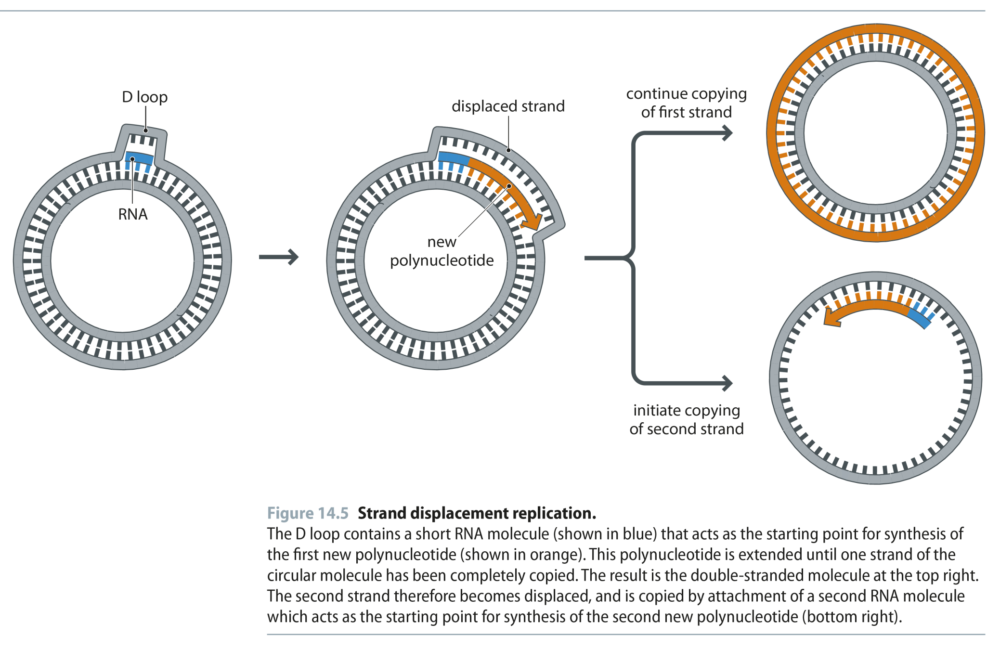 D loop
RNA
displaced strand
new
polynucleotide
continue copying
of first strand
initiate copying
of second strand
Figure 14.5 Strand displacement replication.
The D loop contains a short RNA molecule (shown in blue) that acts as the starting point for synthesis of
the first new polynucleotide (shown in orange). This polynucleotide is extended until one strand of the
circular molecule has been completely copied. The result is the double-stranded molecule at the top right.
The second strand therefore becomes displaced, and is copied by attachment of a second RNA molecule
which acts as the starting point for synthesis of the second new polynucleotide (bottom right).